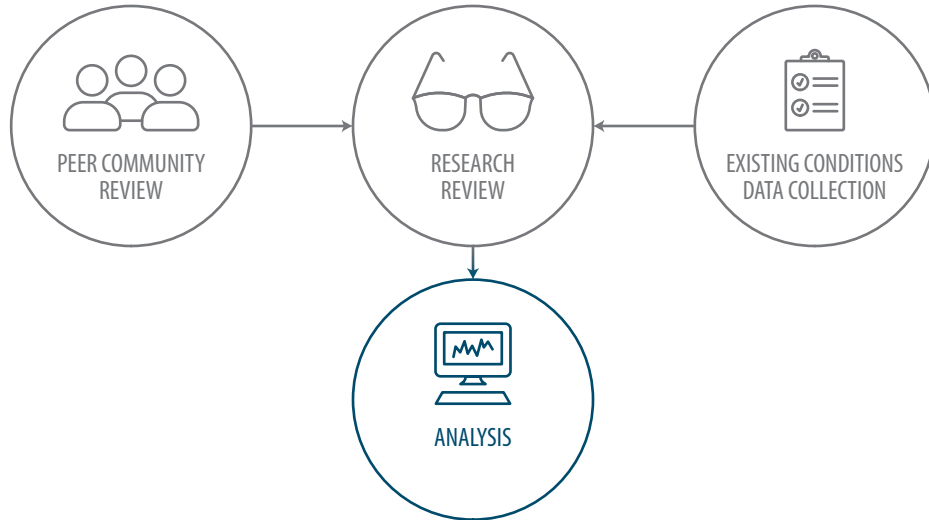 PEER COMMUNITY
REVIEW
RESEARCH
REVIEW
EXISTING CONDITIONS
DATA COLLECTION
ANALYSIS